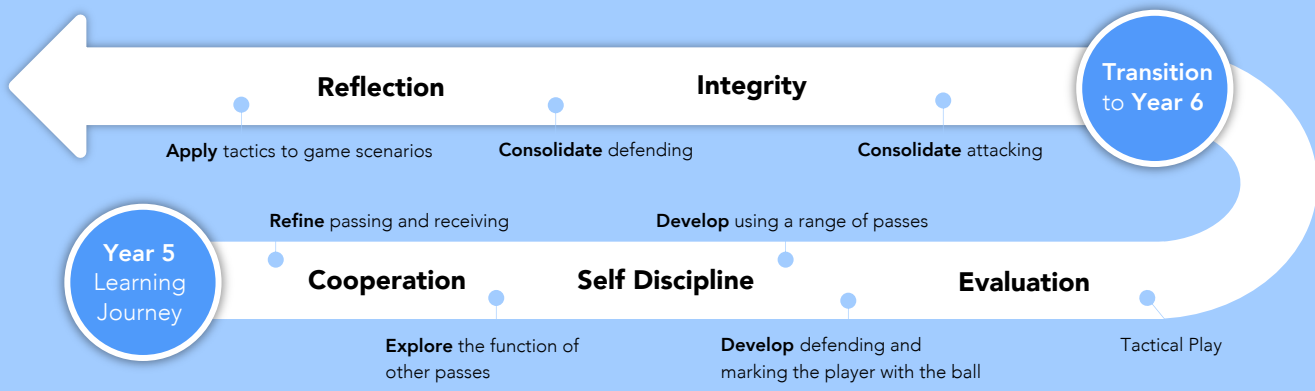 Reflection
Integrity
Transition
to Year 6
Apply tactics to game scenarios
Consolidate defending
Consolidate attacking
Refine passing and receiving
Develop using a range of passes
Year 5
Learning
Journey
Cooperation
Self Discipline
Evaluation
Explore the function of
other passes
Develop defending and
marking the player with the ball
Tactical Play